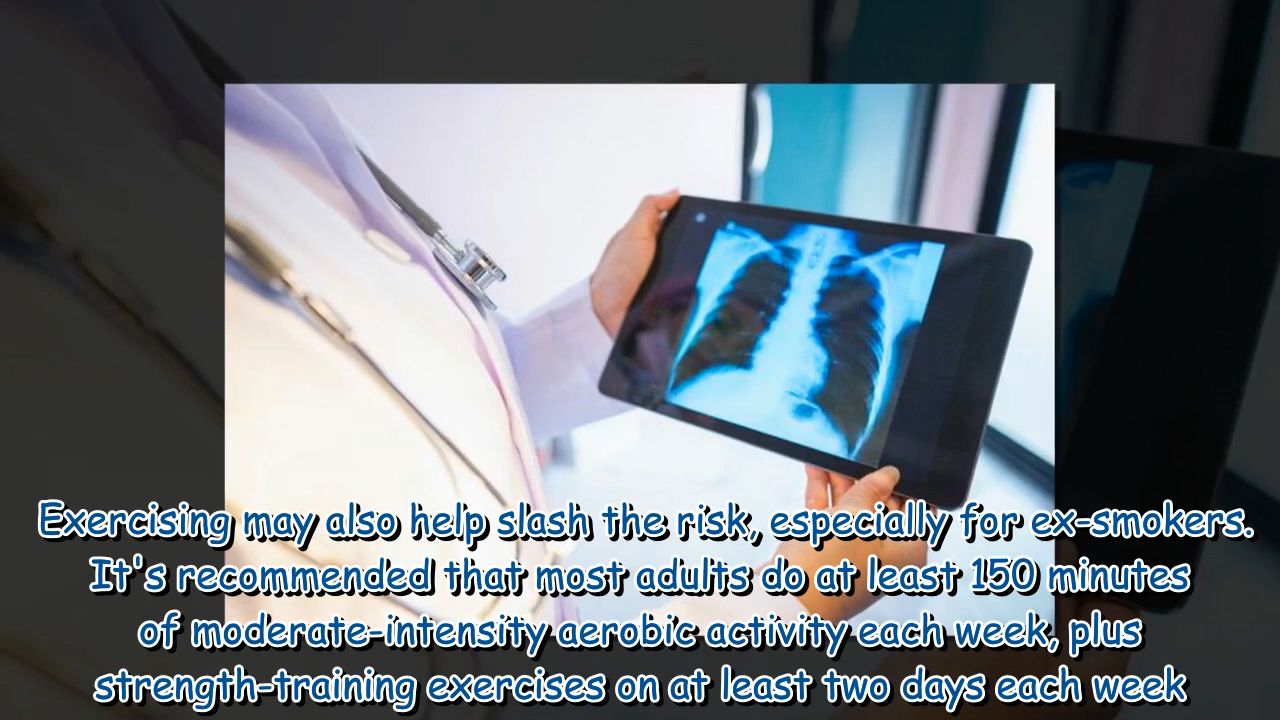 Exercising may also help slash the risk, especially for ex-smokers.
It's recommended that most adults do at least 150 minutes
of moderate-intensity aerobic activity each week, plus
strength-training exercises on at least two days each week